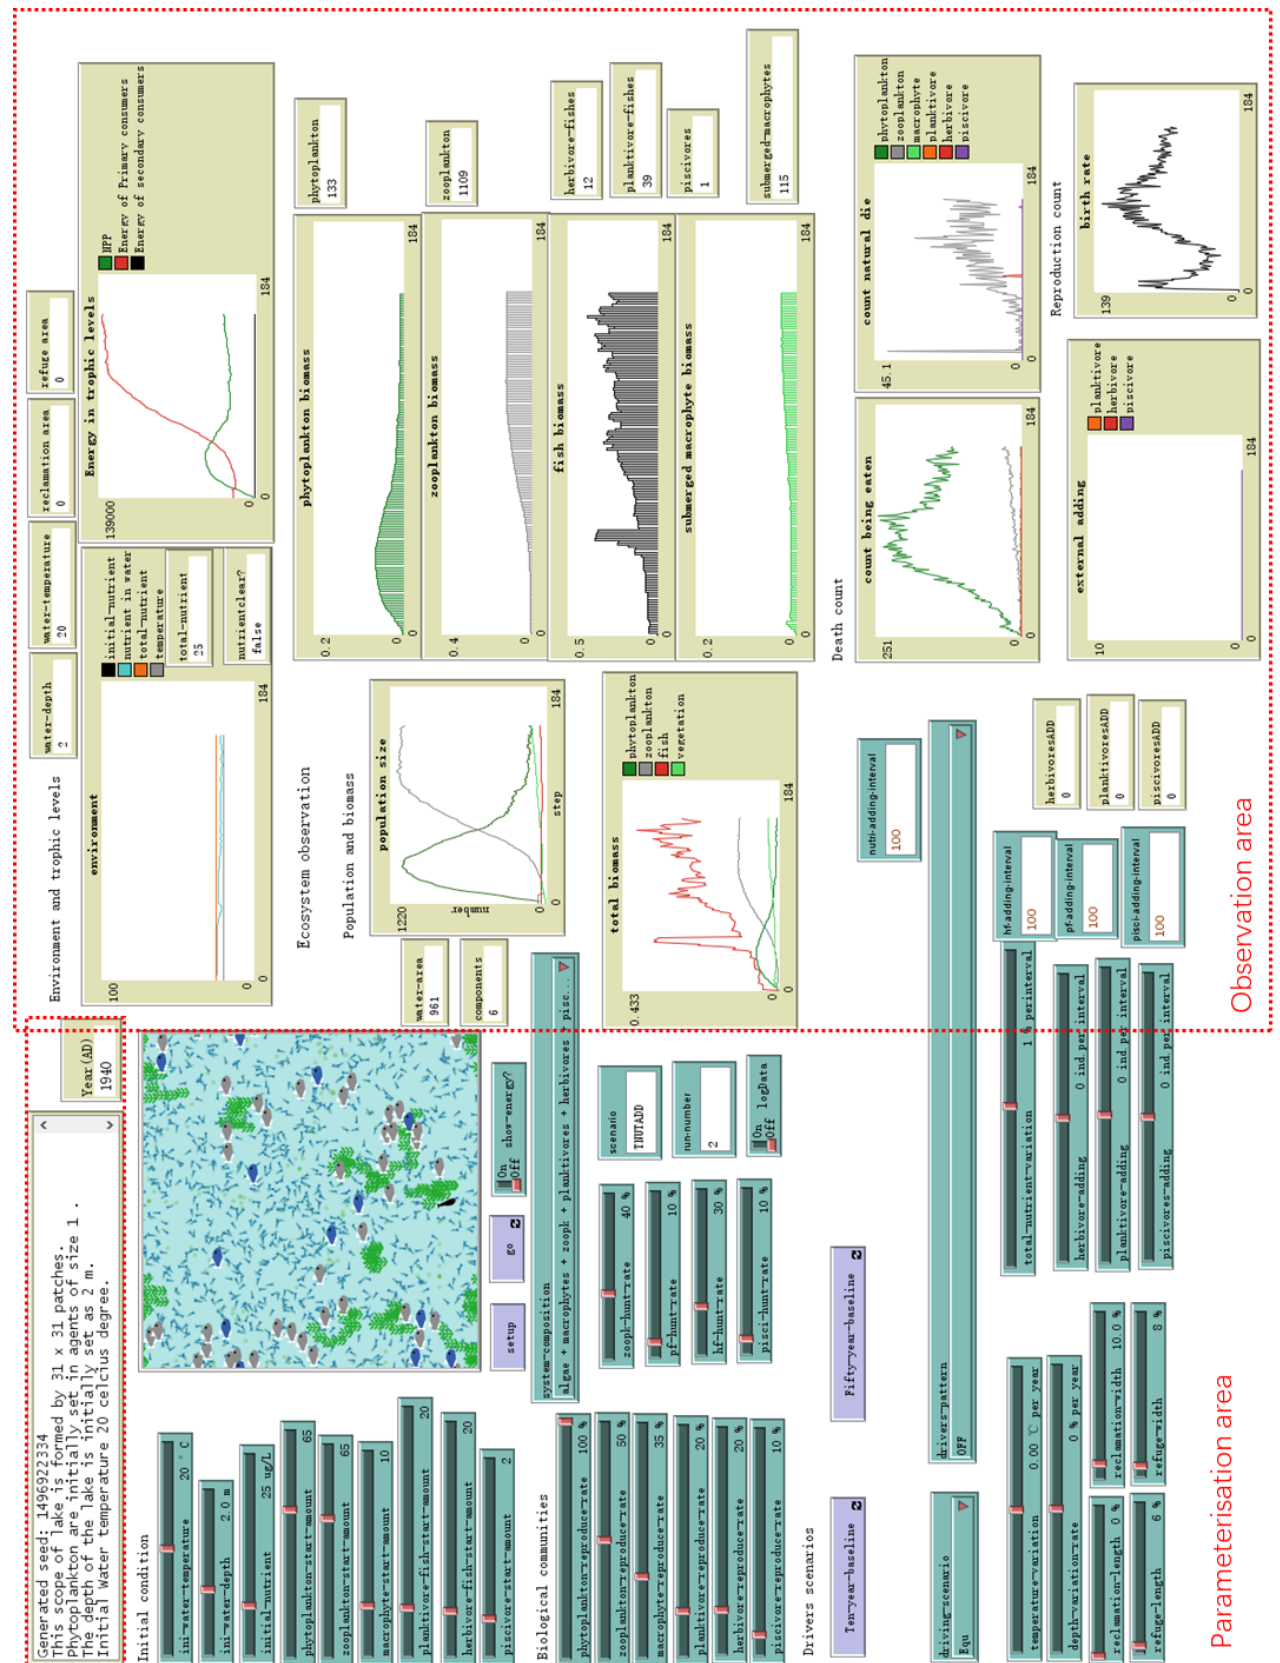 Generated seed: 1496922334
This scope of lake is formed by 31 x 31 patches.
Phytoplankton are initially set in agents of size 1 .
The depth of the lake is initially set as 2 m.
Initial Water temperature 20 celcius degree.
Year(AD)
1940
Initial condition
ini-water-temperature 20 ° C
ini-water-depth 2.0 m
initial-nutrient 25 ug/L
phytoplankton-start-amount 65
zooplankton-start-amount 65
macrophyte-start-amount 10
planktivore-fish-start-amount 20
herbivore-fish-start-amount 20
piscivore-start-amount 2
setup
go
On
Off
show-energy?
Biological communities
phytoplankton-reproduce-rate 100 %
zooplankton-reproduce-rate 50 %
macrophyte-reproduce-rate 35 %
planktivore-reproduce-rate 20 %
herbivore-reproduce-rate 20 %
piscivore-reproduce-rate 10 %
system-composition
algae + macrophytes + zoopk + planktivores + herbivores + pisc...
zoopk-hunt-rate 40 %
pf-hunt-rate 10 %
hf-hunt-rate 30 %
pisci-hunt-rate 10 %
scenario
TNUTADD
run-number
2
On
Off
logData
Drivers scenarios
Ten-year-baseline
Fifty-year-baseline
driving-scenario
Equ
drivers-pattern
OFF
temperature-variation 0.00 °C per year
depth-variation-rate 0 % per year
reclamation-length 0 %
reclamation-width 10.0 %
refuge-length 6 %
refuge-width 8 %
total-nutrient-variation 1 % perinterval
herbivore-adding 0 ind per interval
planktivore-adding 0 ind per interval
piscivores-adding 0 ind per interval
nutri-adding-interval
100
hf-adding-interval
100
pf-adding-interval
100
pisci-adding-interval
100
herbivoresADD
0
planktivoresADD
0
piscivoresADD
0
Parameterisation area
Environment and trophic levels
water-depth
2
water-temperature
20
reclamation area
0
refuge area
0
environment
100
0
0
184
initial-nutrient
nutrient in water
total-nutrient
temperature
total-nutrient
25
nutrientclear?
false
Energy in trophic levels
139000
0
0
184
NPP
Energy of Primary consumers
Energy of secondary consumers
Ecosystem observation
Population and biomass
water-area
961
components
6
population size
1220
number
0
0
step
184
total biomass
0.433
0
0
184
phytoplankton
zooplankton
fish
vegetation
phytoplankton biomass
0.2
0
0
184
zooplankton biomass
0.4
0
0
184
fish biomass
0.5
0
0
184
submerged macrophyte biomass
0.2
0
0
184
phytoplankton
133
zooplankton
1109
herbivore-fishes
12
planktivore-fishes
39
piscivores
1
submerged-macrophytes
115
Death count
count being eaten
251
0
0
184
count natural die
45.1
0
0
184
phytoplankton
zooplankton
macrophyte
planktivore
herbivore
piscivore
external adding
10
0
0
184
planktivore
herbivore
piscivore
Reproduction count
birth rate
139
0
0
184
Observation area